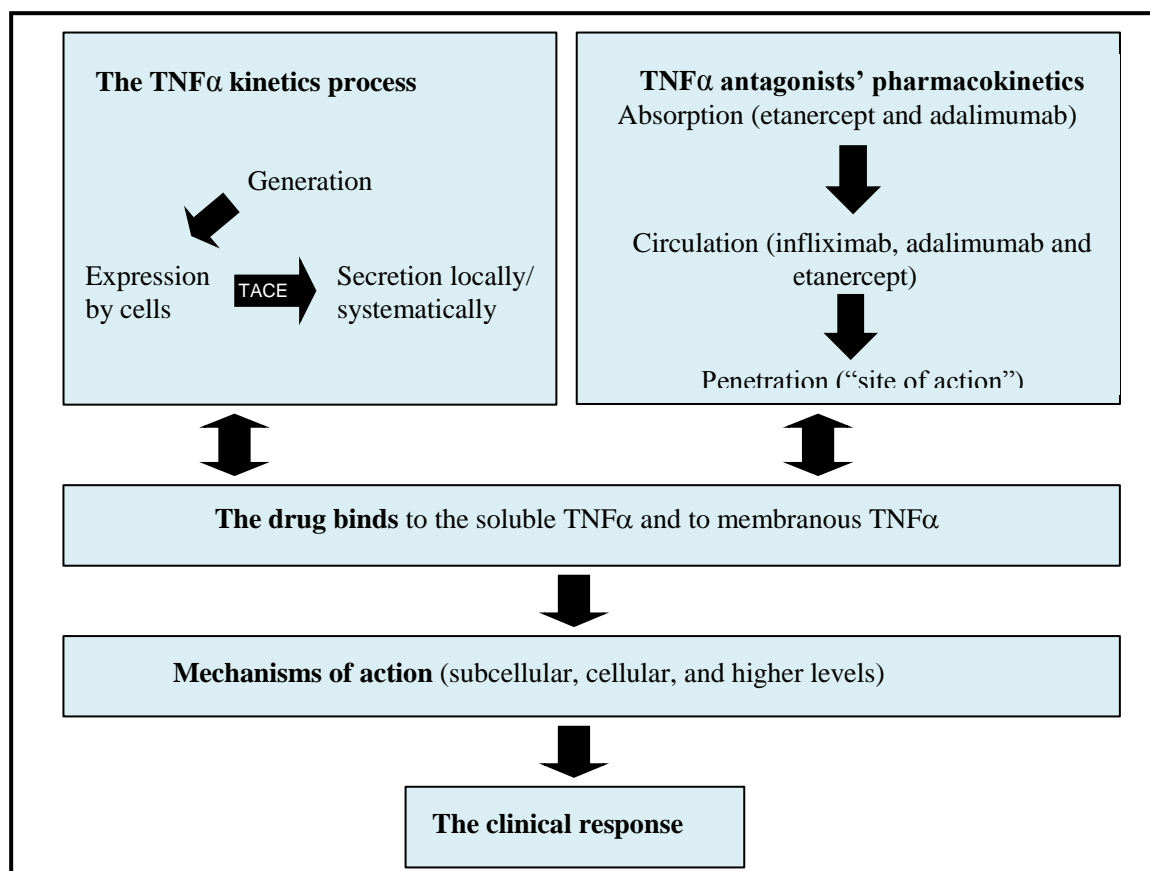 The TNFα kinetics process
Generation
Expression
by cells
TACE
Secretion locally/
systematically
TNFα antagonists’ pharmacokinetics
Absorption (etanercept and adalimumab)
Circulation (infliximab, adalimumab and
etanercept)
Penetration (“site of action”)
The drug binds to the soluble TNFα and to membranous TNFα
Mechanisms of action (subcellular, cellular, and higher levels)
The clinical response